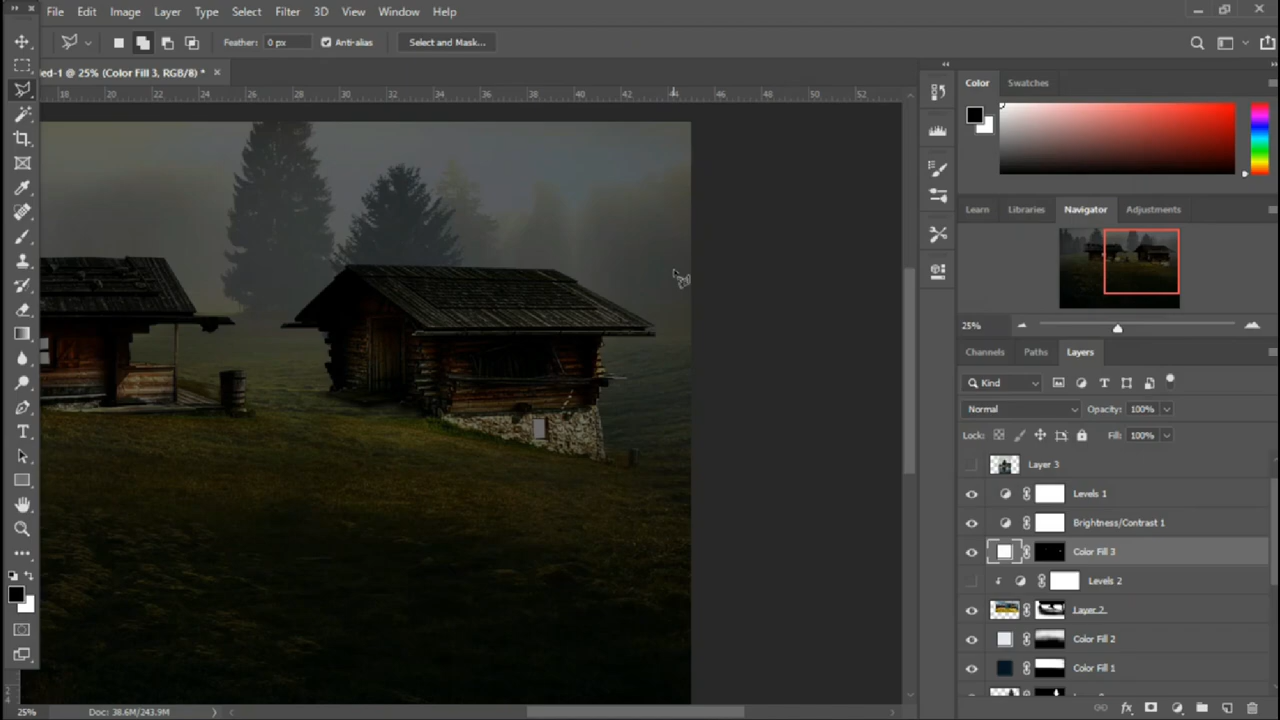 File Edit Image Layer Type Select Filter 3D View Window Help
Feather: 0 px Anti-alias Select and Mask...
ed-1 @ 25% (Color Fill 3, RGB/8) * ×
18 20 22 24 26 28 30 32 34 36 38 40 42 44 46 48 50 52
Color Swatches
Learn Libraries Navigator Adjustments
25%
Channels Paths Layers
Kind
Normal Opacity: 100%
Lock: Fill: 100%
Layer 3
Levels 1
Brightness/Contrast 1
Color Fill 3
Levels 2
Layer 2
Color Fill 2
Color Fill 1
25% Doc: 38.6M/243.9M